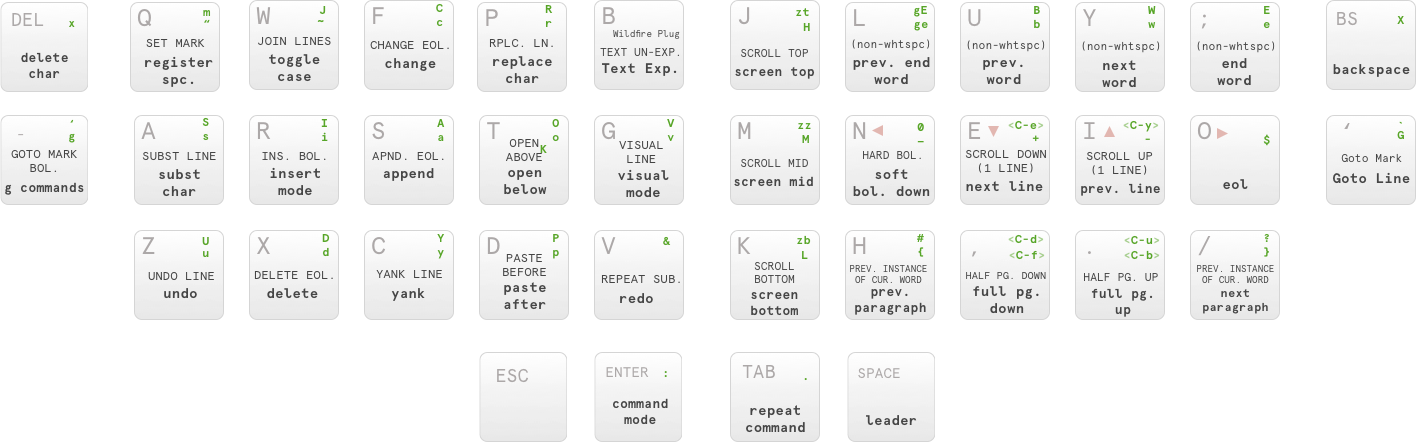 DEL x
delete
char
Q m
"
SET MARK
register
spc.
W J
~
JOIN LINES
toggle
case
F C
c
CHANGE EOL.
change
P R
r
RPLC. LN.
replace
char
B
Wildfire Plug
TEXT UN-EXP.
Text Exp.
J zt
H
SCROLL TOP
screen top
L gE
ge
(non-whtspc)
prev. end
word
U B
b
(non-whtspc)
prev.
word
Y W
w
(non-whtspc)
next
word
; E
e
(non-whtspc)
end
word
BS X
backspace
_ ‘
g
GOTO MARK
BOL.
g commands
A S
s
SUBST LINE
subst
char
R I
i
INS. BOL.
insert
mode
S A
a
APND. EOL.
append
T O
o
K
OPEN
ABOVE
open
below
G V
v
VISUAL
LINE
visual
mode
M zz
M
SCROLL MID
screen mid
N ◀ 0
_
HARD BOL.
soft
bol. down
E ▼ <C-e>
+
SCROLL DOWN
(1 LINE)
next line
I ▲ <C-y>
-
SCROLL UP
(1 LINE)
prev. line
O ▶ $
eol
‘ `
G
Goto Mark
Goto Line
Z U
u
UNDO LINE
undo
X D
d
DELETE EOL.
delete
C Y
y
YANK LINE
yank
D P
p
PASTE
BEFORE
paste
after
V &
REPEAT SUB.
redo
K zb
L
SCROLL
BOTTOM
screen
bottom
H #
{
PREV. INSTANCE
OF CUR. WORD
prev.
paragraph
, <C-d>
<C-f>
HALF PG. DOWN
full pg.
down
. <C-u>
<C-b>
HALF PG. UP
full pg.
up
/ ?
}
PREV. INSTANCE
OF CUR. WORD
next
paragraph
ESC
ENTER :
command
mode
TAB .
repeat
command
SPACE
leader